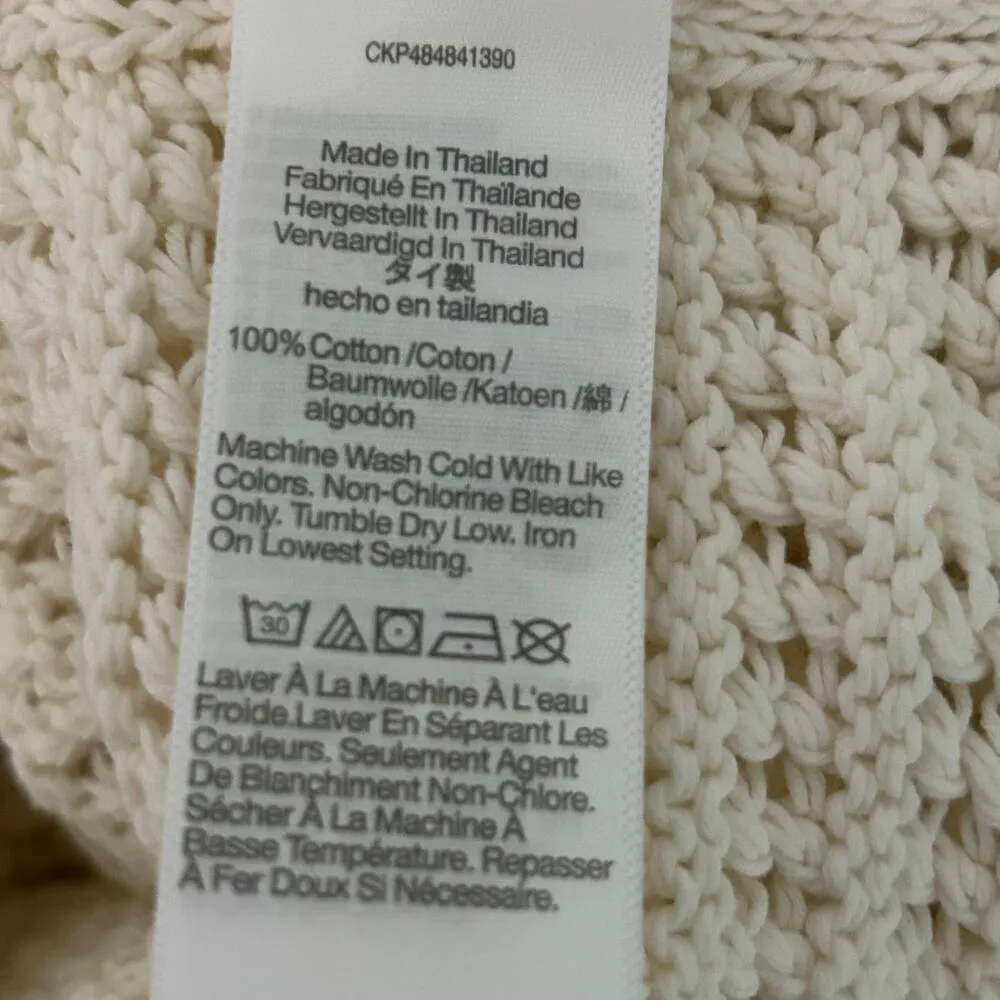 CKP484841390
Made In Thailand
Fabriqué En Thaïlande
Hergestellt In Thailand
Vervaardigd In Thailand
タイ製
hecho en tailandia
100% Cotton /Coton /
Baumwolle /Katoen /綿 /
algodón
Machine Wash Cold With Like
Colors. Non-Chlorine Bleach
Only. Tumble Dry Low. Iron
On Lowest Setting.
30
Laver À La Machine À L'eau
Froide.Laver En Séparant Les
Couleurs. Seulement Agent
De Blanchiment Non-Chlore.
Sécher À La Machine À
Basse Température. Repasser
À Fer Doux Si Nécessaire.